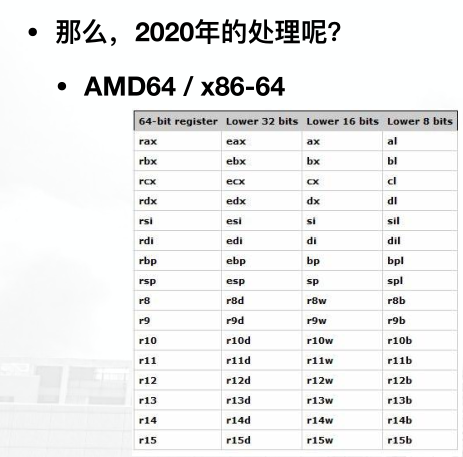 • 那么，2020年的处理呢？
• AMD64 / x86-64
64-bit register Lower 32 bits Lower 16 bits Lower 8 bits
rax eax ax al
rbx ebx bx bl
rcx ecx cx cl
rdx edx dx dl
rsi esi si sil
rdi edi di dil
rbp ebp bp bpl
rsp esp sp spl
r8 r8d r8w r8b
r9 r9d r9w r9b
r10 r10d r10w r10b
r11 r11d r11w r11b
r12 r12d r12w r12b
r13 r13d r13w r13b
r14 r14d r14w r14b
r15 r15d r15w r15b